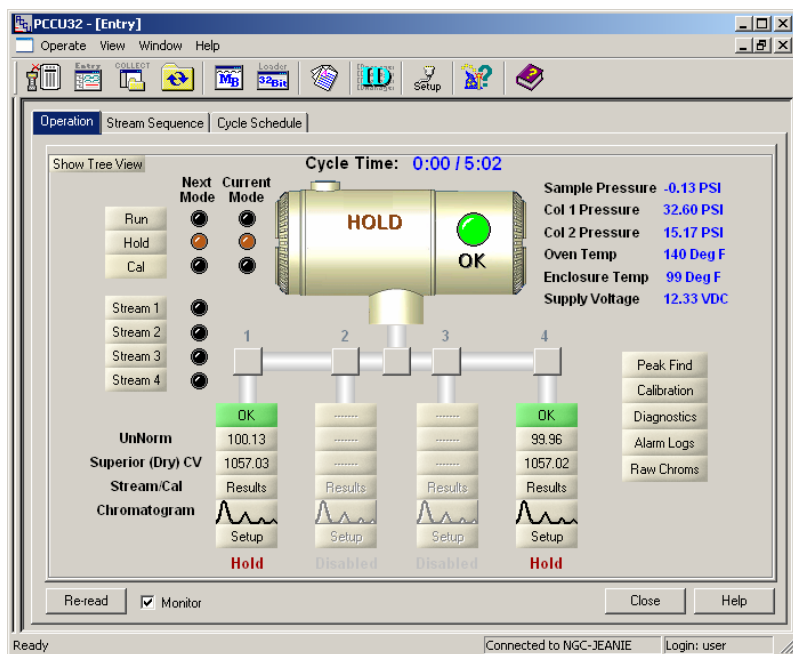 PCCU32 - [Entry]
Operate View Window Help
Entry COLLECT MB Loader 32Bit ID Manager Setup
Operation Stream Sequence Cycle Schedule
Show Tree View
Cycle Time: 0:00 / 5:02
Next Mode Current Mode
Run
Hold
Cal
Stream 1
Stream 2
Stream 3
Stream 4
HOLD
OK
Sample Pressure -0.13 PSI
Col 1 Pressure 32.60 PSI
Col 2 Pressure 15.17 PSI
Oven Temp 140 Deg F
Enclosure Temp 99 Deg F
Supply Voltage 12.33 VDC
1 2 3 4
OK ------- ------- OK
UnNorm 100.13 ------- ------- 99.96
Superior (Dry) CV 1057.03 ------- ------- 1057.02
Stream/Cal Results Results Results Results
Chromatogram
Setup Setup Setup Setup
Hold Disabled Disabled Hold
Peak Find
Calibration
Diagnostics
Alarm Logs
Raw Chroms
Re-read Monitor Close Help
Ready Connected to NGC-JEANIE Login: user